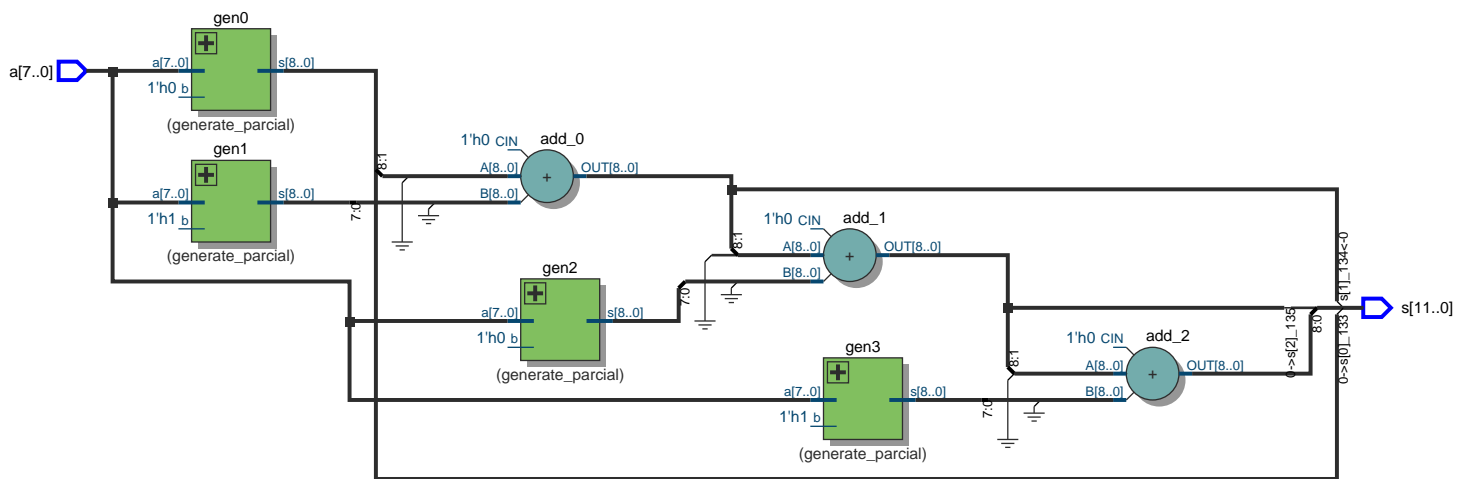 gen0
a[7..0]
a[7..0]
s[8..0]
1'h0 b
(generate_parcial)
gen1
a[7..0]
s[8..0]
1'h1 b
(generate_parcial)
8:1
7:0
add_0
1'h0 CIN
A[8..0]
OUT[8..0]
B[8..0]
+
gen2
a[7..0]
s[8..0]
1'h0 b
(generate_parcial)
8:1
7:0
add_1
1'h0 CIN
A[8..0]
OUT[8..0]
B[8..0]
+
gen3
a[7..0]
s[8..0]
1'h1 b
(generate_parcial)
8:1
7:0
add_2
1'h0 CIN
A[8..0]
OUT[8..0]
B[8..0]
+
0->s[2]_135
8:0
s[1]_134<-0
0->s[0]_133
s[11..0]